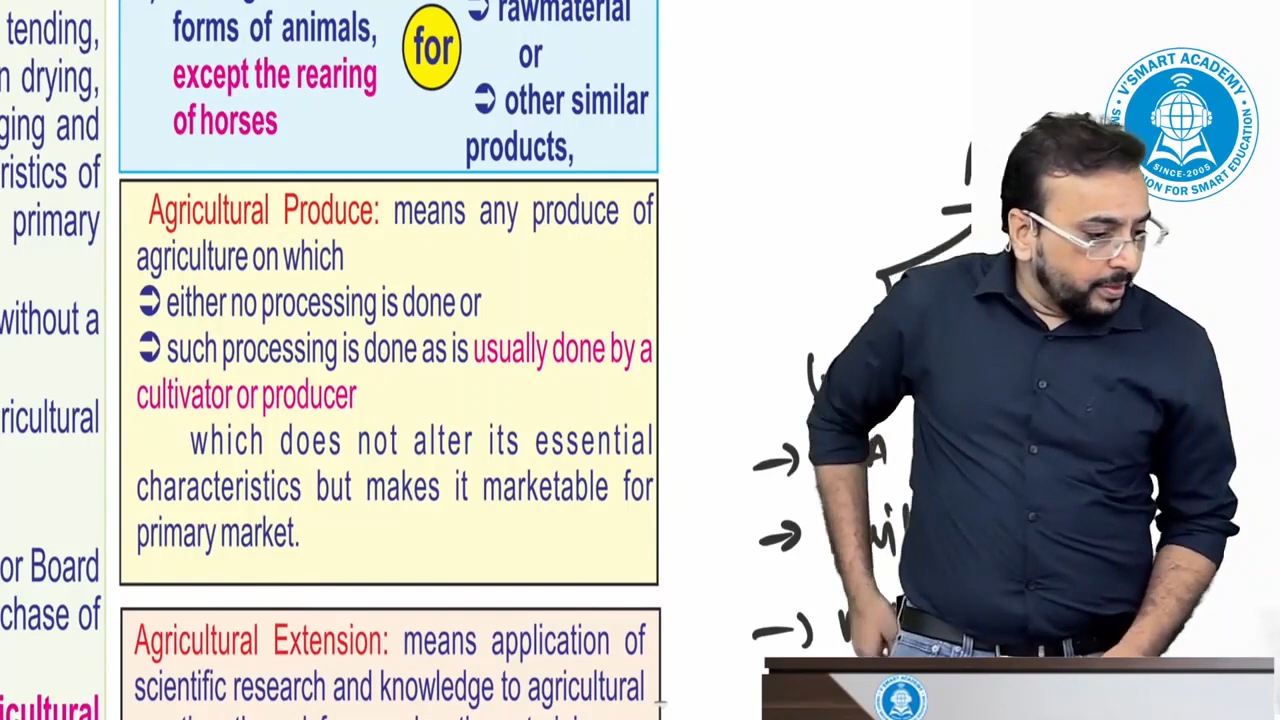 tending,
drying,
ging and
ristics of
primary
without a
ricultural
or Board
chase of
icultural
forms of animals,
except the rearing
of horses
for
➲ rawmaterial
or
➲ other similar
products,
Agricultural Produce: means any produce of
agriculture on which
➲ either no processing is done or
➲ such processing is done as is usually done by a
cultivator or producer
which does not alter its essential
characteristics but makes it marketable for
primary market.
Agricultural Extension: means application of
scientific research and knowledge to agricultural
V'SMART ACADEMY
SINCE-2005
ION FOR SMART EDUCATION
V'SMART ACADEMY